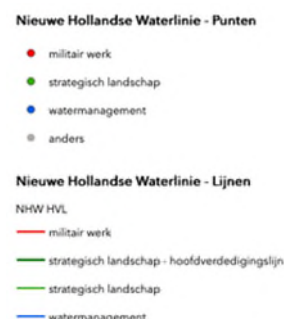 Nieuwe Hollandse Waterlinie - Punten
militair werk
strategisch landschap
watermanagement
anders
Nieuwe Hollandse Waterlinie - Lijnen
NHW HVL
militair werk
strategisch landschap - hoofdverdedigingslijn
strategisch landschap
watermanagement